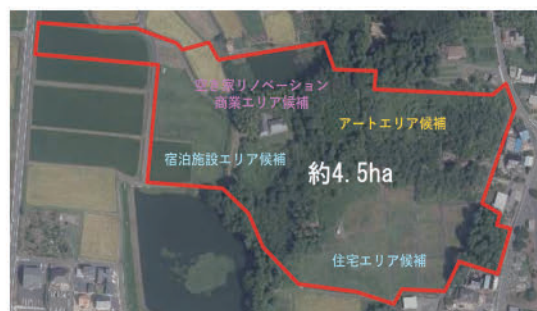 空き家リノベーション
商業エリア候補
アートエリア候補
宿泊施設エリア候補
約4.5ha
住宅エリア候補